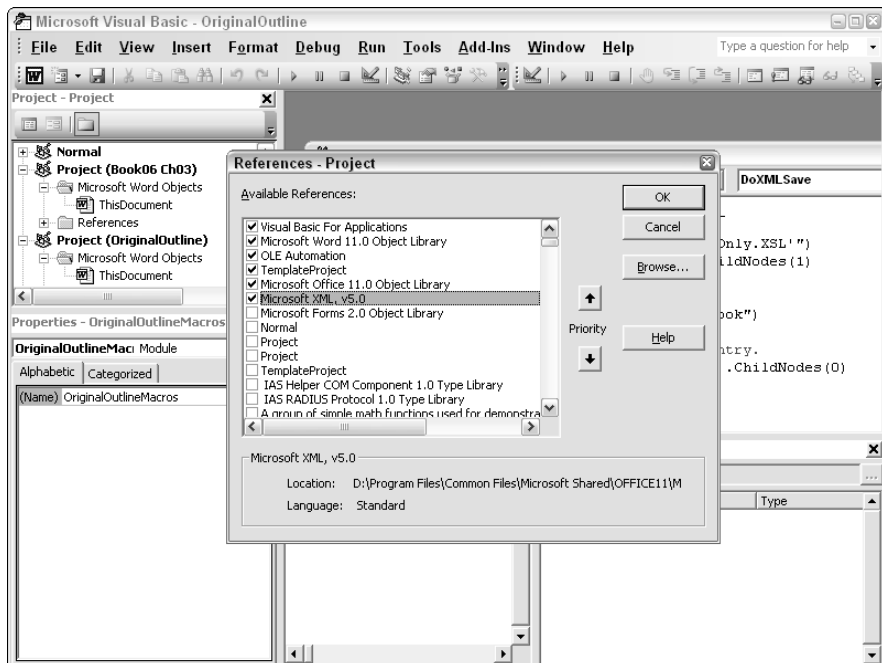 Microsoft Visual Basic - OriginalOutline
File Edit View Insert Format Debug Run Tools Add-Ins Window Help
Type a question for help
Project - Project
Normal
Project (Book06 Ch03)
Microsoft Word Objects
ThisDocument
References
Project (OriginalOutline)
Microsoft Word Objects
ThisDocument
Properties - OriginalOutlineMacros
OriginalOutlineMac Module
Alphabetic Categorized
(Name) OriginalOutlineMacros
References - Project
Available References:
Visual Basic For Applications
Microsoft Word 11.0 Object Library
OLE Automation
TemplateProject
Microsoft Office 11.0 Object Library
Microsoft XML, v5.0
Microsoft Forms 2.0 Object Library
Normal
Project
Project
TemplateProject
IAS Helper COM Component 1.0 Type Library
IAS RADIUS Protocol 1.0 Type Library
A group of simple math functions used for demonstra
OK
Cancel
Browse...
Priority
Help
Microsoft XML, v5.0
Location: D:\Program Files\Common Files\Microsoft Shared\OFFICE11\M
Language: Standard
DoXMLSave
Only.XSL'")
ildNodes(1)
ook")
ntry.
.ChildNodes(0)
Type